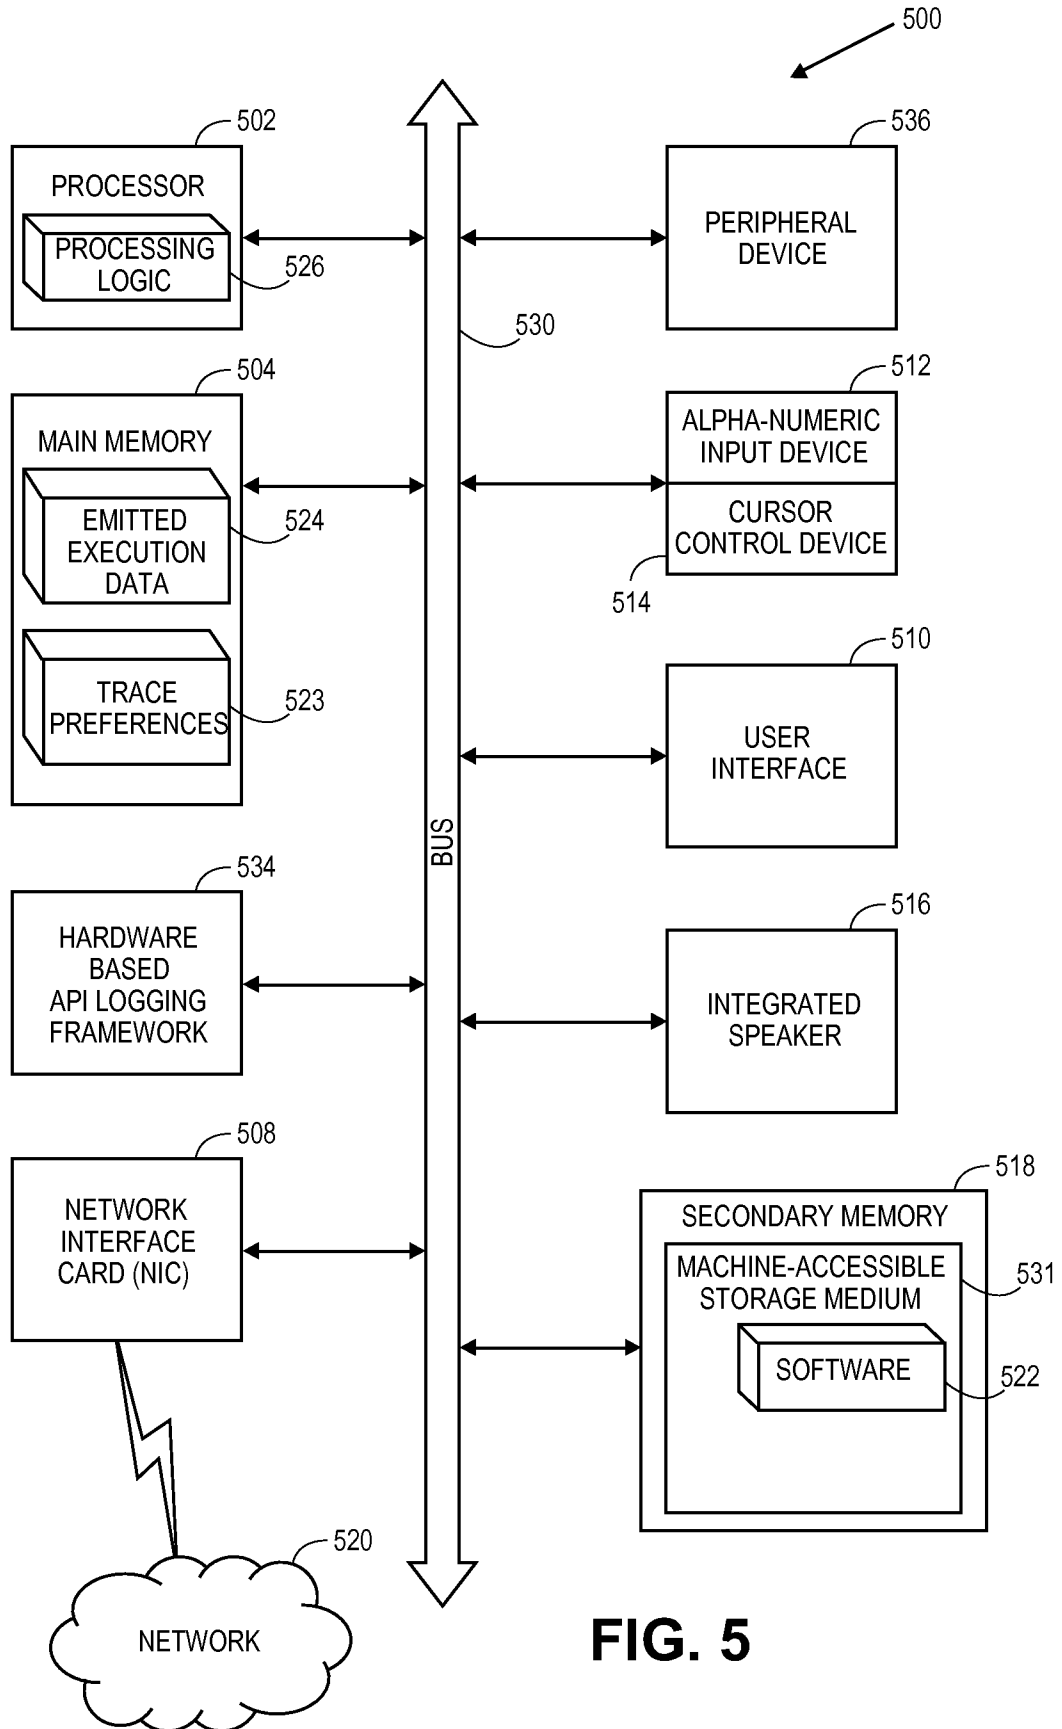 500
502
PROCESSOR
PROCESSING
LOGIC
526
504
MAIN MEMORY
EMITTED
EXECUTION
DATA
524
TRACE
PREFERENCES
523
534
HARDWARE
BASED
API LOGGING
FRAMEWORK
508
NETWORK
INTERFACE
CARD (NIC)
520
NETWORK
530
BUS
536
PERIPHERAL
DEVICE
512
ALPHA-NUMERIC
INPUT DEVICE
CURSOR
CONTROL DEVICE
514
510
USER
INTERFACE
516
INTEGRATED
SPEAKER
518
SECONDARY MEMORY
MACHINE-ACCESSIBLE
STORAGE MEDIUM
531
SOFTWARE
522
FIG. 5